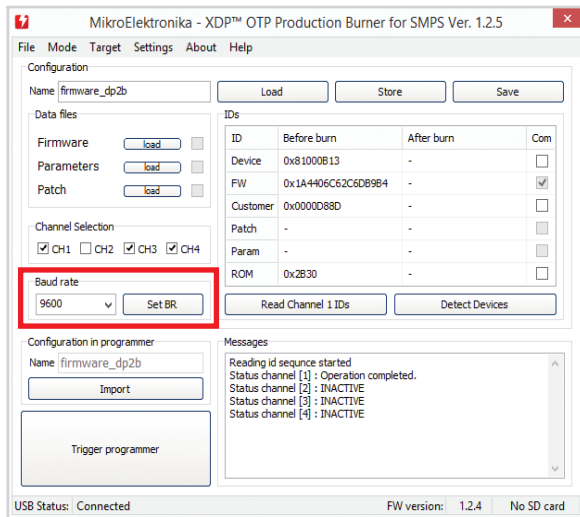 MikroElektronika - XDP™ OTP Production Burner for SMPS Ver. 1.2.5
File Mode Target Settings About Help
Configuration
Name firmware_dp2b Load Store Save
Data files
Firmware load
Parameters load
Patch load
Channel Selection
CH1 CH2 CH3 CH4
Baud rate
9600 Set BR
IDs
ID Before burn After burn Com
Device 0x81000B13 -
FW 0x1A4406C62C6DB9B4 -
Customer 0x0000D88D -
Patch - -
Param - -
ROM 0x2B30 -
Read Channel 1 IDs Detect Devices
Configuration in programmer
Name firmware_dp2b
Import
Trigger programmer
Messages
Reading id sequnce started
Status channel [1] : Operation completed.
Status channel [2] : INACTIVE
Status channel [3] : INACTIVE
Status channel [4] : INACTIVE
USB Status: Connected FW version: 1.2.4 No SD card